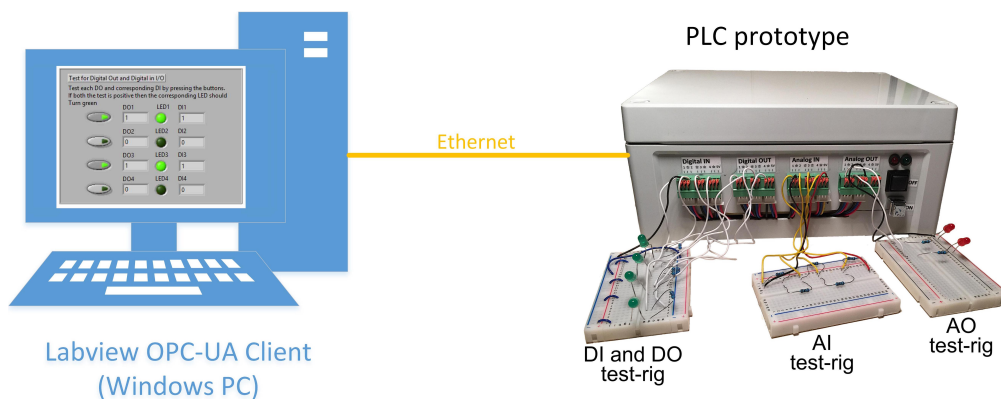 PLC prototype
Test for Digital Out and Digital in I/O
Test each DO and corresponding DI by pressing the buttons.
If both the test is positive then the corresponding LED should
Turn green
DO1 LED1 DI1
1 1
DO2 LED2 DI2
0 0
DO3 LED3 DI3
1 1
DO4 LED4 DI4
0 0
Ethernet
Digital IN Digital OUT Analog IN Analog OUT
OFF
ON
Labview OPC-UA Client
(Windows PC)
DI and DO
test-rig
AI
test-rig
AO
test-rig